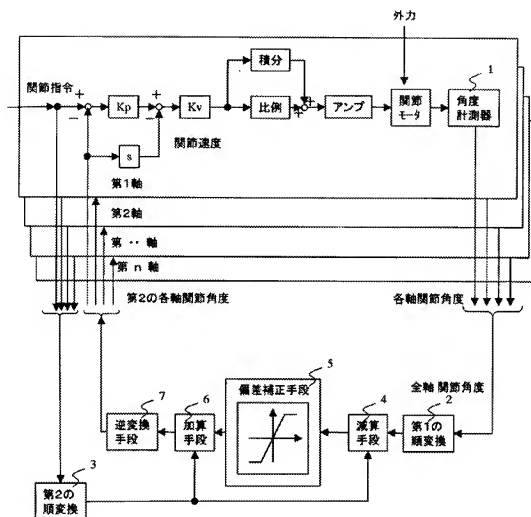 外力
1
関節指令
+
−
Kp
+
−
Kv
積分
比例
+
+
アンプ
関節
モータ
角度
計測器
s
関節速度
第1軸
第2軸
第‥軸
第n軸
第2の各軸関節角度
各軸関節角度
全軸 関節角度
7
逆変換
手段
6
加算
手段
5
偏差補正手段
4
減算
手段
2
第1の
順変換
3
第2の
順変換